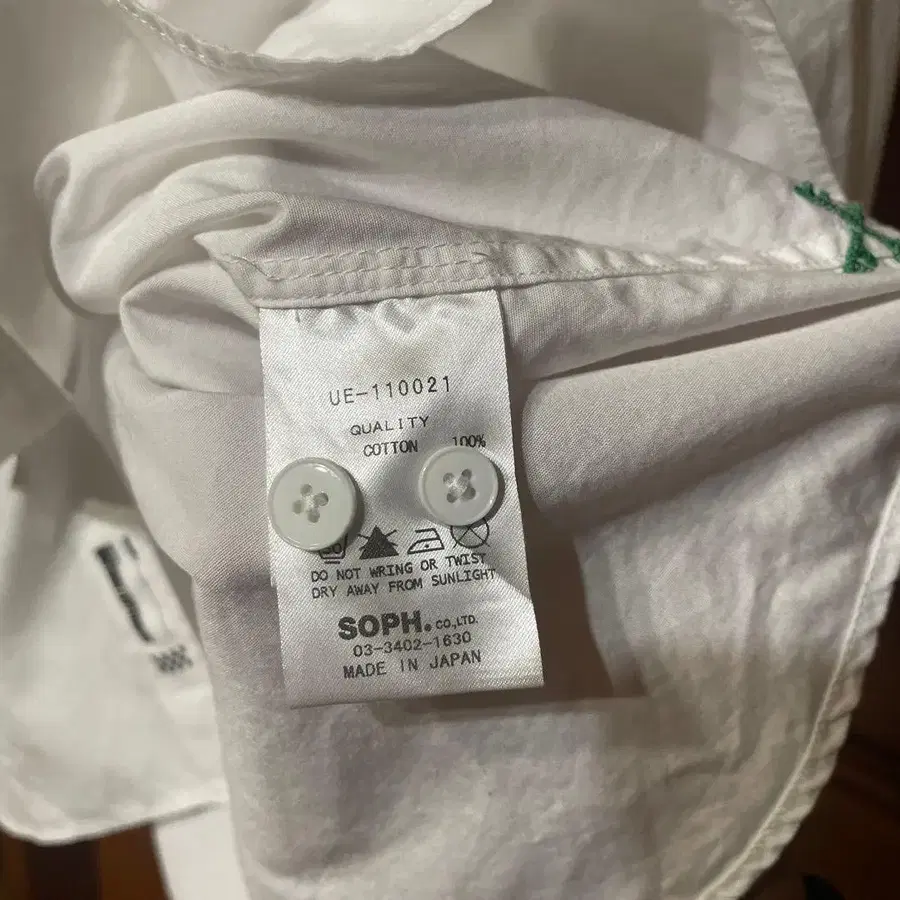 UE-110021
QUALITY
COTTON 100%
DO NOT WRING OR TWIST
DRY AWAY FROM SUNLIGHT
SOPH.CO.,LTD.
03-3402-1630
MADE IN JAPAN